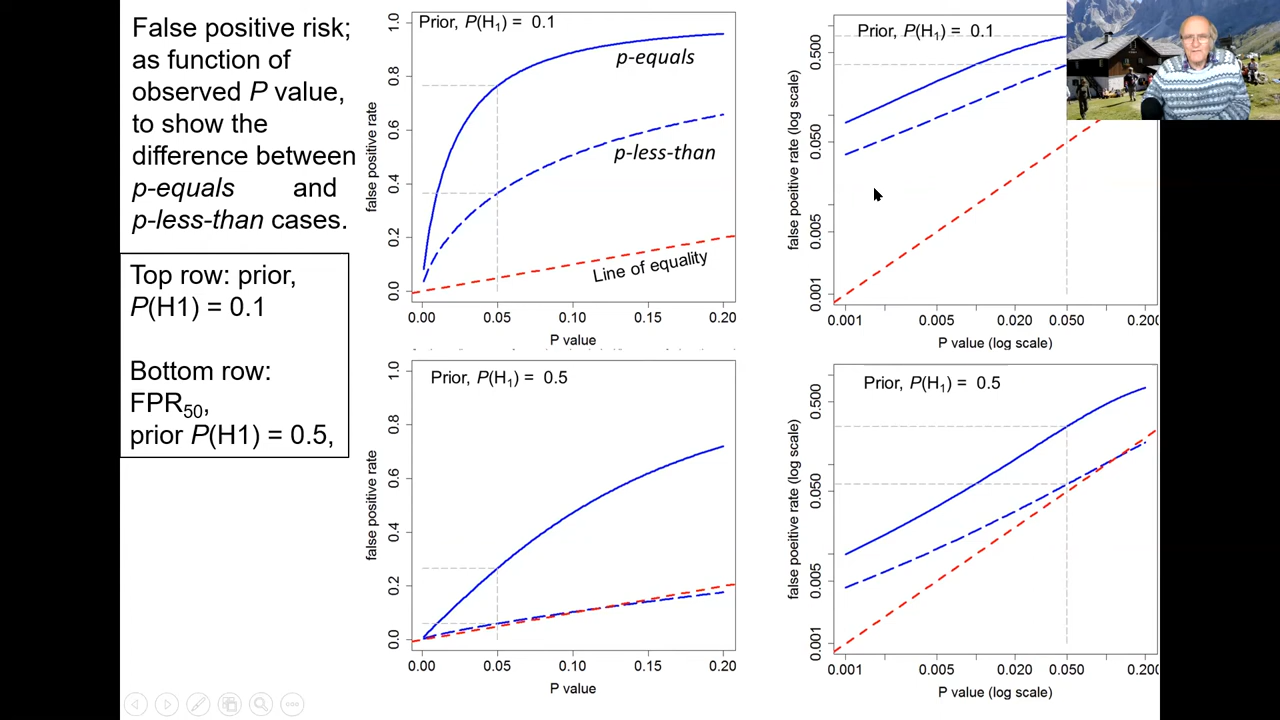 False positive risk;
as function of
observed P value,
to show the
difference between
p-equals and
p-less-than cases.
Top row: prior,
P(H1) = 0.1
Bottom row:
FPR50,
prior P(H1) = 0.5,
Prior, P(H1) = 0.1
p-equals
p-less-than
Line of equality
false positive rate
0.0 0.2 0.4 0.6 0.8 1.0
0.00 0.05 0.10 0.15 0.20
P value
Prior, P(H1) = 0.1
false poeitive rate (log scale)
0.001 0.005 0.050 0.500
0.001 0.005 0.020 0.050 0.200
P value (log scale)
Prior, P(H1) = 0.5
false positive rate
0.0 0.2 0.4 0.6 0.8 1.0
0.00 0.05 0.10 0.15 0.20
P value
Prior, P(H1) = 0.5
false poeitive rate (log scale)
0.001 0.005 0.050 0.500
0.001 0.005 0.020 0.050 0.200
P value (log scale)